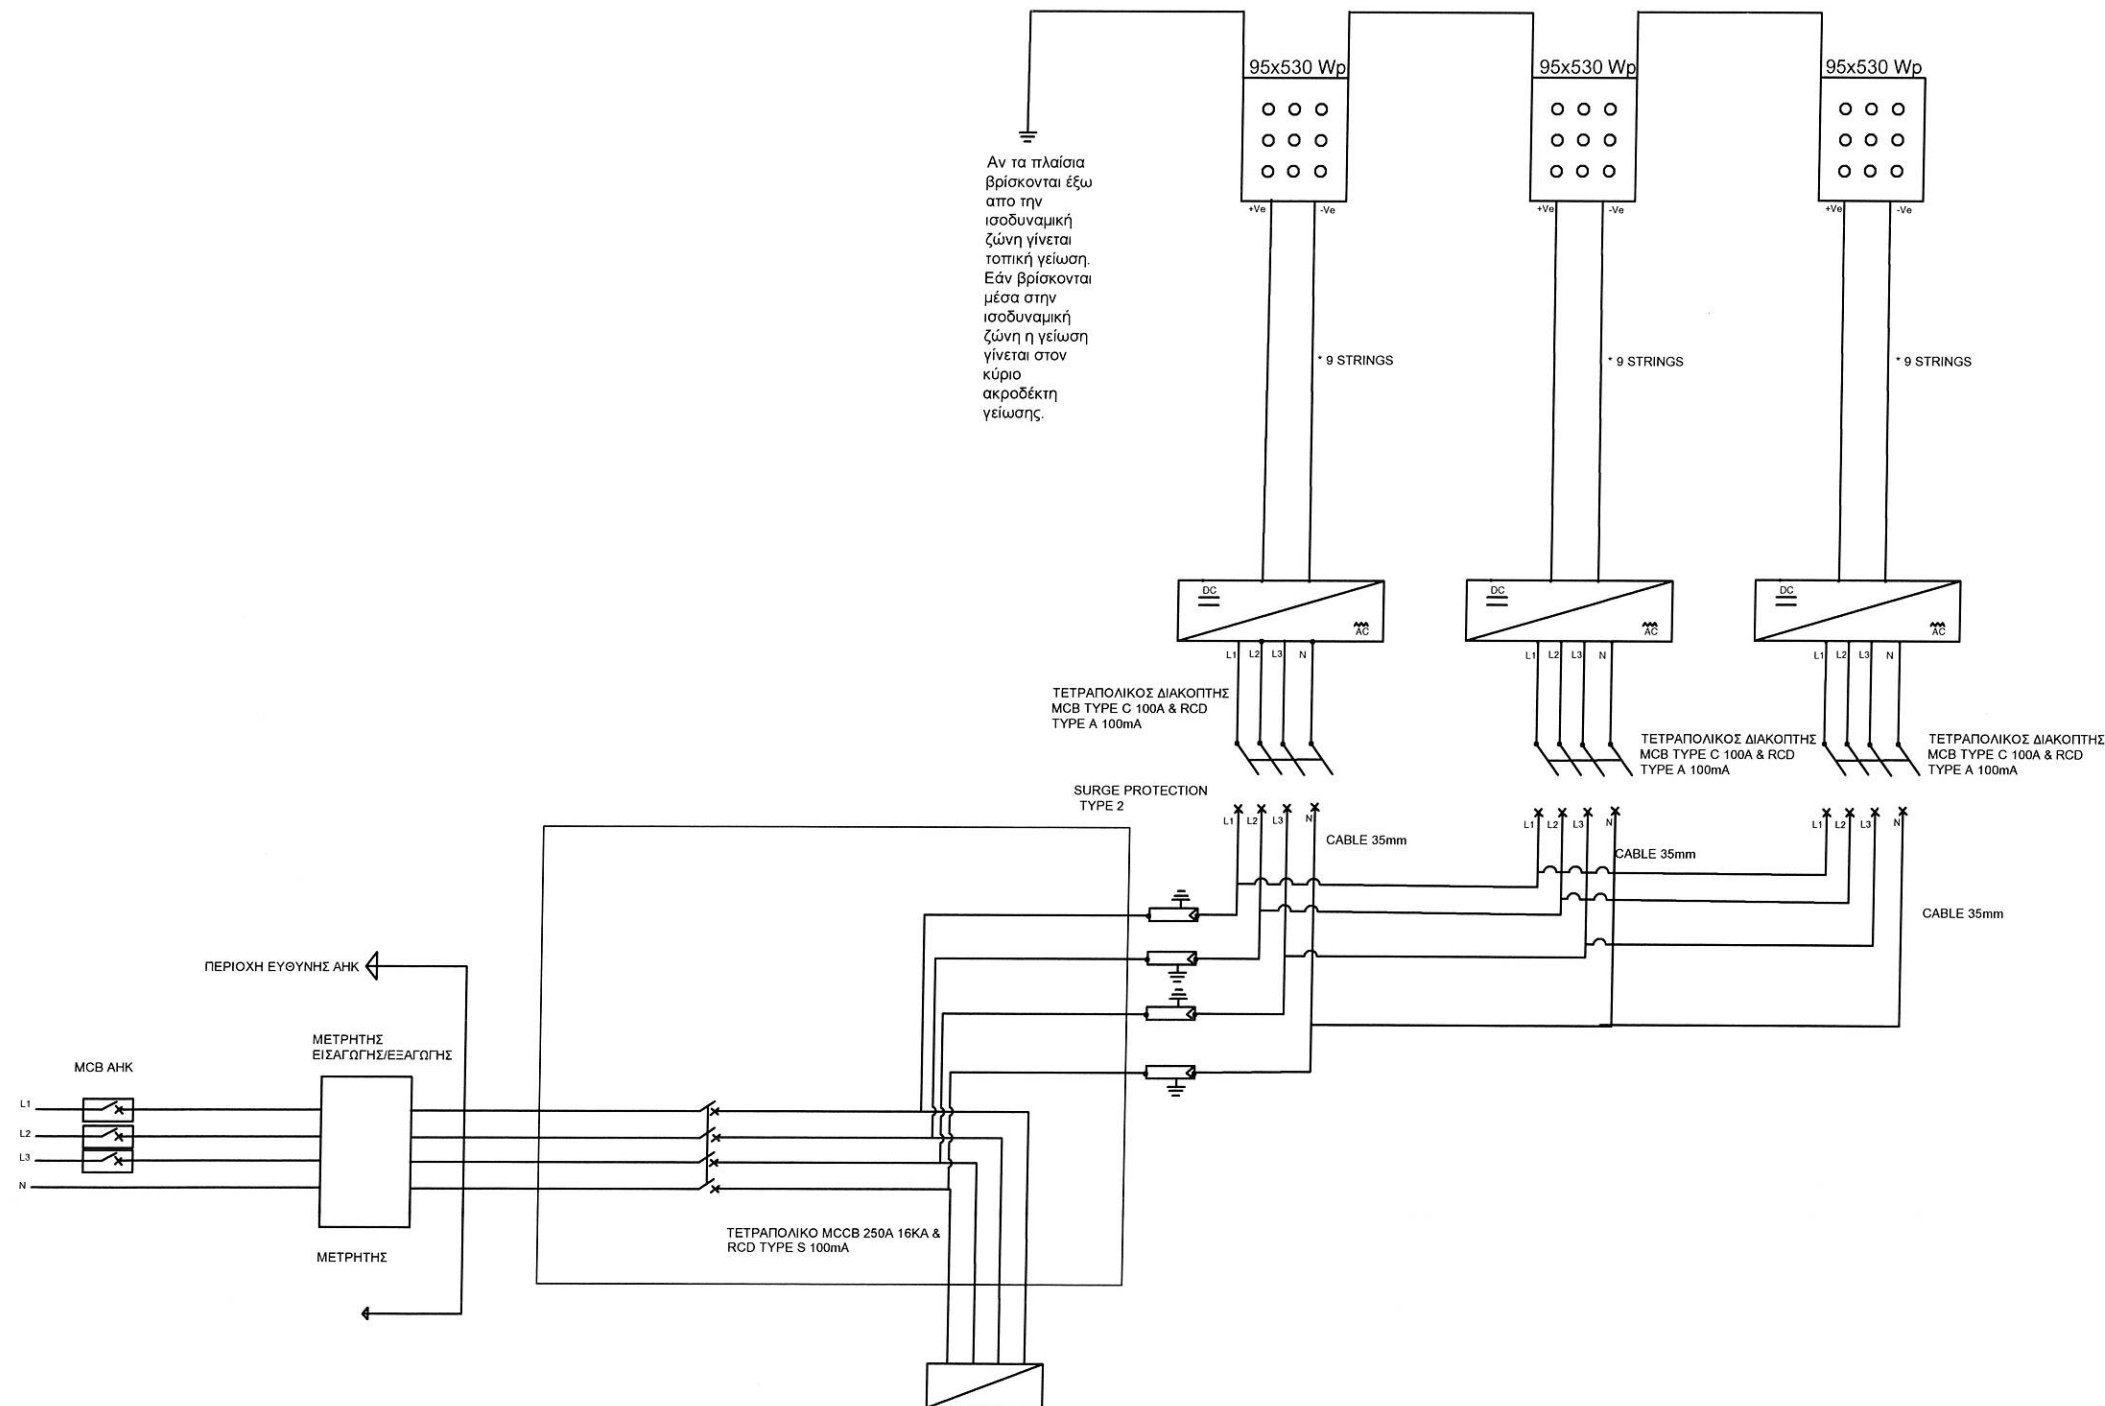 95x530 Wp
95x530 Wp
95x530 Wp
+Ve
-Ve
+Ve
-Ve
+Ve
-Ve
Αν τα πλαίσια
βρίσκονται έξω
απο την
ισοδυναμική
ζώνη γίνεται
τοπική γείωση.
Εάν βρίσκονται
μέσα στην
ισοδυναμική
ζώνη η γείωση
γίνεται στον
κύριο
ακροδέκτη
γείωσης.
* 9 STRINGS
* 9 STRINGS
* 9 STRINGS
DC
AC
DC
AC
DC
AC
L1 L2 L3 N
L1 L2 L3 N
L1 L2 L3 N
ΤΕΤΡΑΠΟΛΙΚΟΣ ΔΙΑΚΟΠΤΗΣ
MCB TYPE C 100A & RCD
TYPE A 100mA
ΤΕΤΡΑΠΟΛΙΚΟΣ ΔΙΑΚΟΠΤΗΣ
MCB TYPE C 100A & RCD
TYPE A 100mA
ΤΕΤΡΑΠΟΛΙΚΟΣ ΔΙΑΚΟΠΤΗΣ
MCB TYPE C 100A & RCD
TYPE A 100mA
SURGE PROTECTION
TYPE 2
L1 L2 L3 N
L1 L2 L3 N
L1 L2 L3 N
CABLE 35mm
CABLE 35mm
CABLE 35mm
ΠΕΡΙΟΧΗ ΕΥΘΥΝΗΣ ΑΗΚ
ΜΕΤΡΗΤΗΣ
ΕΙΣΑΓΩΓΗΣ/ΕΞΑΓΩΓΗΣ
MCB ΑΗΚ
L1
L2
L3
N
ΜΕΤΡΗΤΗΣ
ΤΕΤΡΑΠΟΛΙΚΟ MCCB 250A 16KA &
RCD TYPE S 100mA